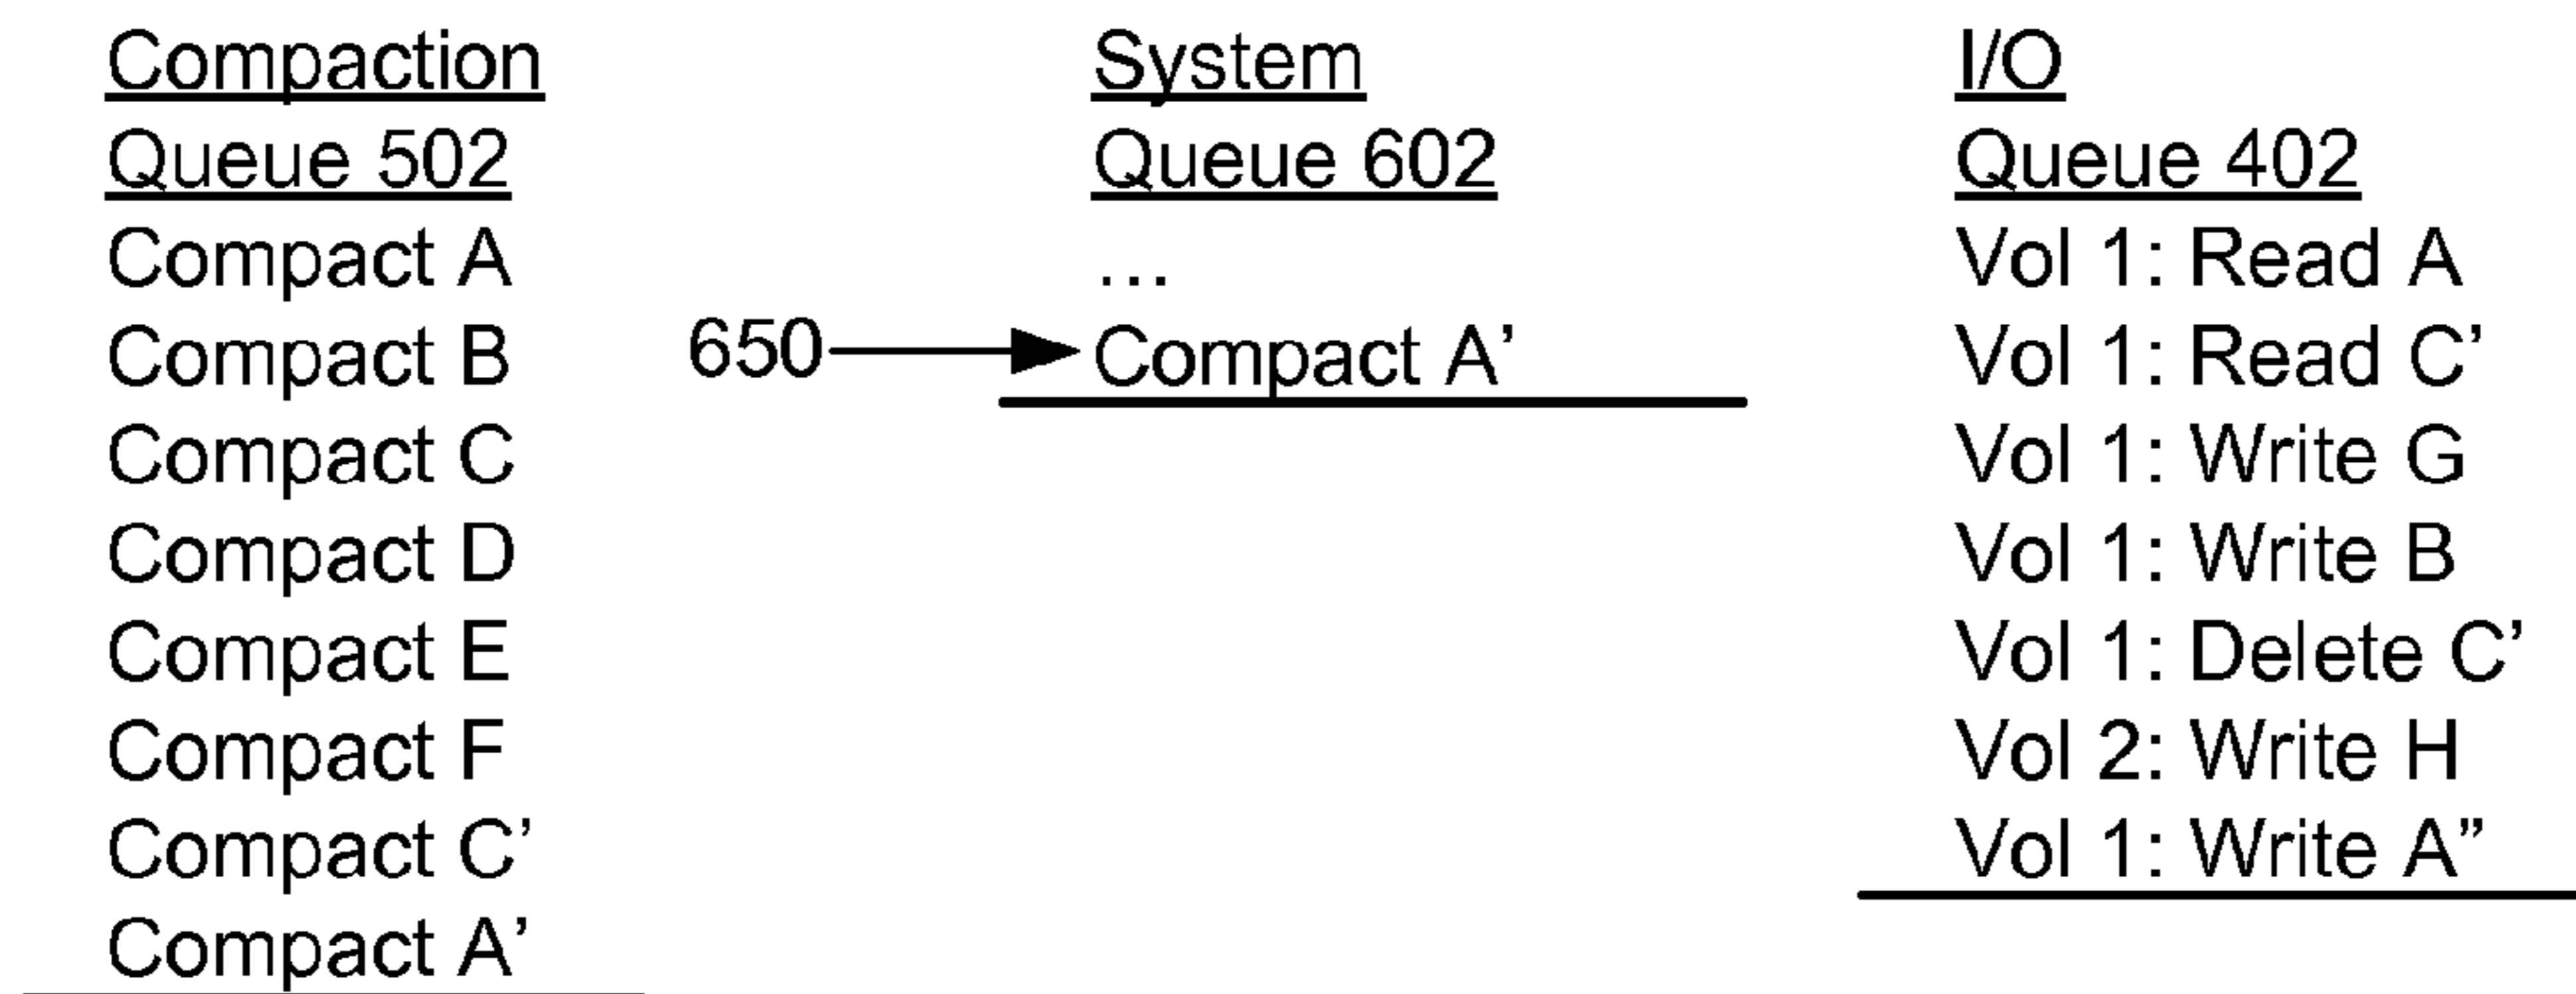 Compaction
Queue 502
Compact A
Compact B
Compact C
Compact D
Compact E
Compact F
Compact C’
Compact A’
System
Queue 602
...
650
Compact A’
I/O
Queue 402
Vol 1: Read A
Vol 1: Read C’
Vol 1: Write G
Vol 1: Write B
Vol 1: Delete C’
Vol 2: Write H
Vol 1: Write A”